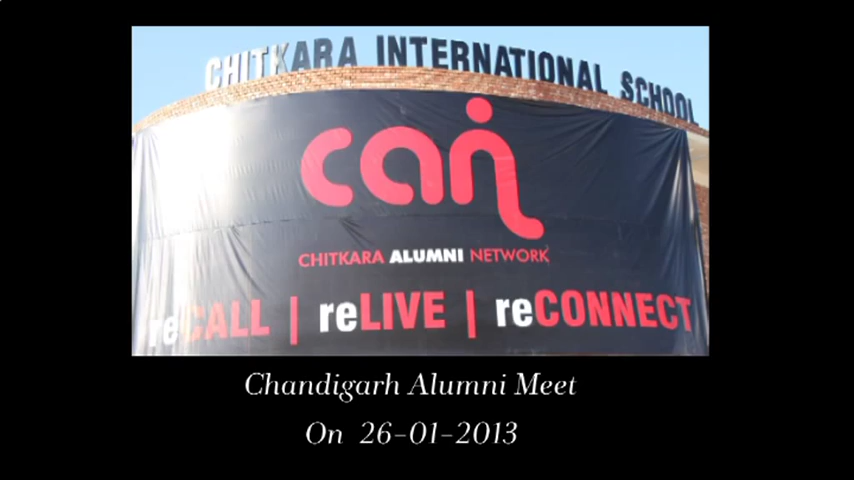 CHITKARA INTERNATIONAL SCHOOL
can
CHITKARA ALUMNI NETWORK
reCALL | reLIVE | reCONNECT
Chandigarh Alumni Meet
On 26-01-2013